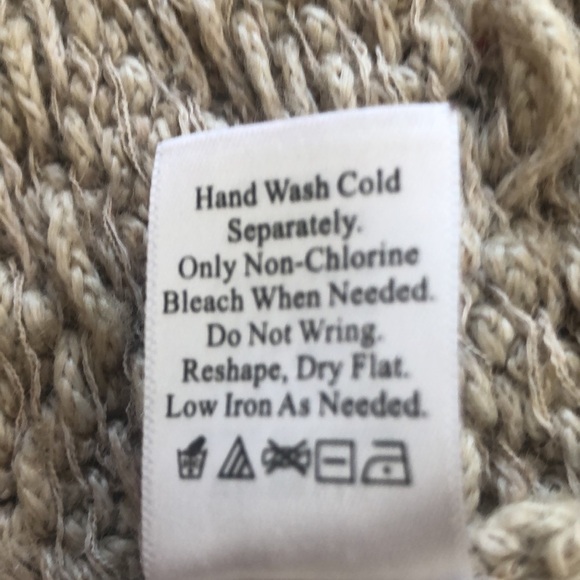 Hand Wash Cold
Separately.
Only Non-Chlorine
Bleach When Needed.
Do Not Wring.
Reshape, Dry Flat.
Low Iron As Needed.